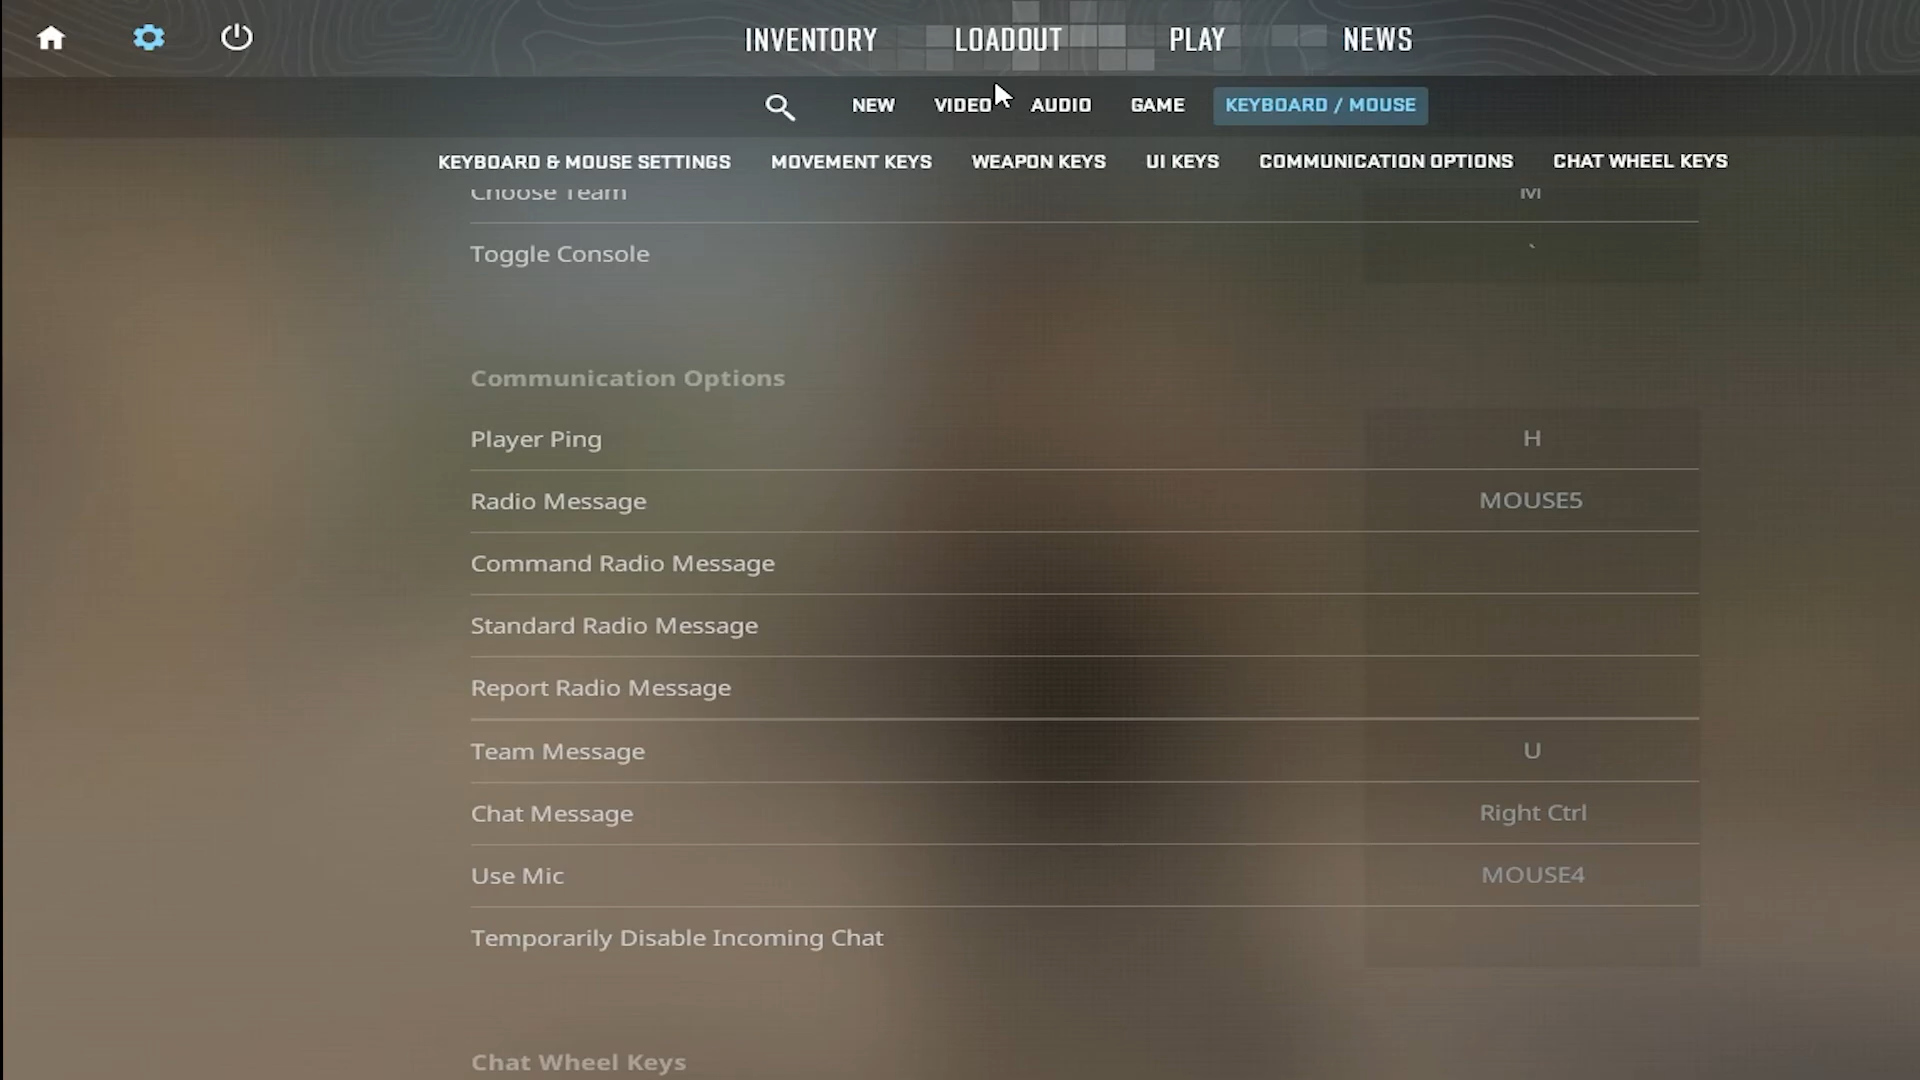 INVENTORY LOADOUT PLAY NEWS
NEW VIDEO AUDIO GAME KEYBOARD / MOUSE
KEYBOARD & MOUSE SETTINGS MOVEMENT KEYS WEAPON KEYS UI KEYS COMMUNICATION OPTIONS CHAT WHEEL KEYS
Choose Team M
Toggle Console `
Communication Options
Player Ping H
Radio Message MOUSE5
Command Radio Message
Standard Radio Message
Report Radio Message
Team Message U
Chat Message Right Ctrl
Use Mic MOUSE4
Temporarily Disable Incoming Chat
Chat Wheel Keys